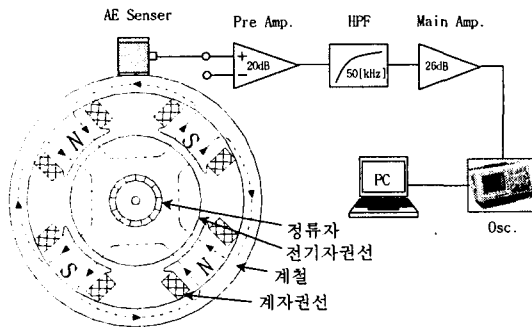 AE Senser
Pre Amp.
HPF
Main Amp.
+
−
20dB
50[kHz]
26dB
N
S
S
N
PC
Osc.
정류자
전기자권선
계철
계자권선